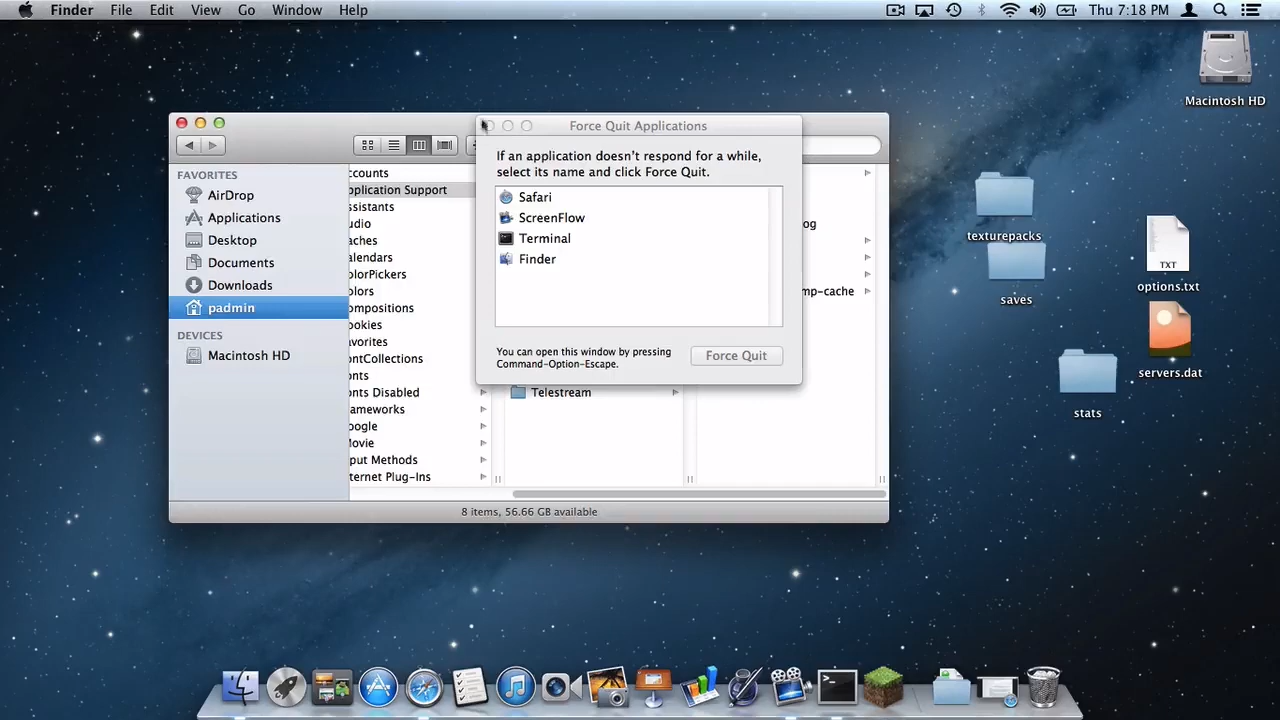 Finder File Edit View Go Window Help
Thu 7:18 PM
Macintosh HD
Force Quit Applications
If an application doesn't respond for a while,
select its name and click Force Quit.
Safari
ScreenFlow
Terminal
Finder
You can open this window by pressing
Command-Option-Escape.
Force Quit
FAVORITES
AirDrop
Applications
Desktop
Documents
Downloads
padmin
DEVICES
Macintosh HD
ccounts
pplication Support
ssistants
udio
aches
alendars
olorPickers
olors
ompositions
ookies
avorites
ontCollections
onts
onts Disabled
rameworks
oogle
Movie
put Methods
ternet Plug-Ins
Telestream
og
mp-cache
8 items, 56.66 GB available
texturepacks
saves
TXT
options.txt
servers.dat
stats